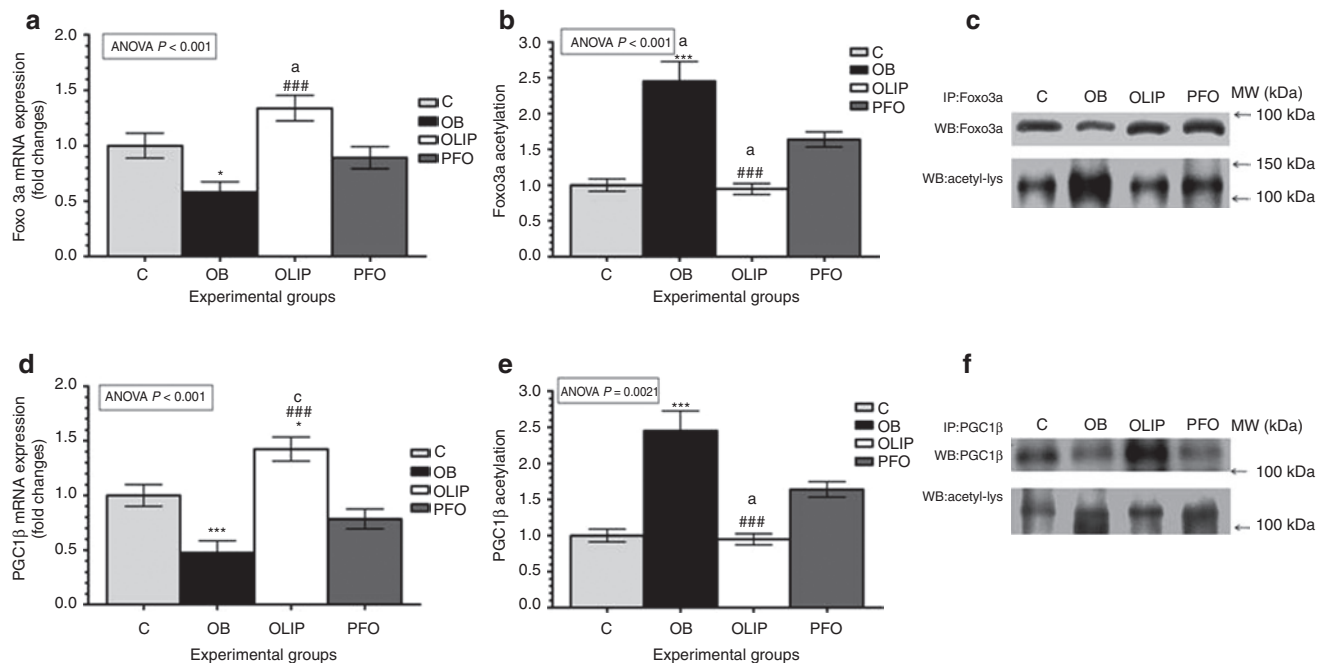 a
ANOVA P < 0.001
Foxo 3a mRNA expression
(fold changes)
2.0
1.5
1.0
0.5
0.0
*
a
###
C
OB
OLIP
PFO
C OB OLIP PFO
Experimental groups
b
ANOVA P < 0.001
Foxo3a acetylation
3.0
2.5
2.0
1.5
1.0
0.5
0.0
a
***
a
###
C
OB
OLIP
PFO
C OB OLIP PFO
Experimental groups
c
IP:Foxo3a C OB OLIP PFO MW (kDa)
← 100 kDa
WB:Foxo3a
← 150 kDa
WB:acetyl-lys
← 100 kDa
d
ANOVA P < 0.001
PGC1β mRNA expression
(fold changes)
2.0
1.5
1.0
0.5
0.0
***
c
###
*
C
OB
OLIP
PFO
C OB OLIP PFO
Experimental groups
e
ANOVA P = 0.0021
PGC1β acetylation
3.0
2.5
2.0
1.5
1.0
0.5
0.0
***
a
###
C
OB
OLIP
PFO
C OB OLIP PFO
Experimental groups
f
IP:PGC1β C OB OLIP PFO MW (kDa)
WB:PGC1β
← 100 kDa
WB:acetyl-lys
← 100 kDa